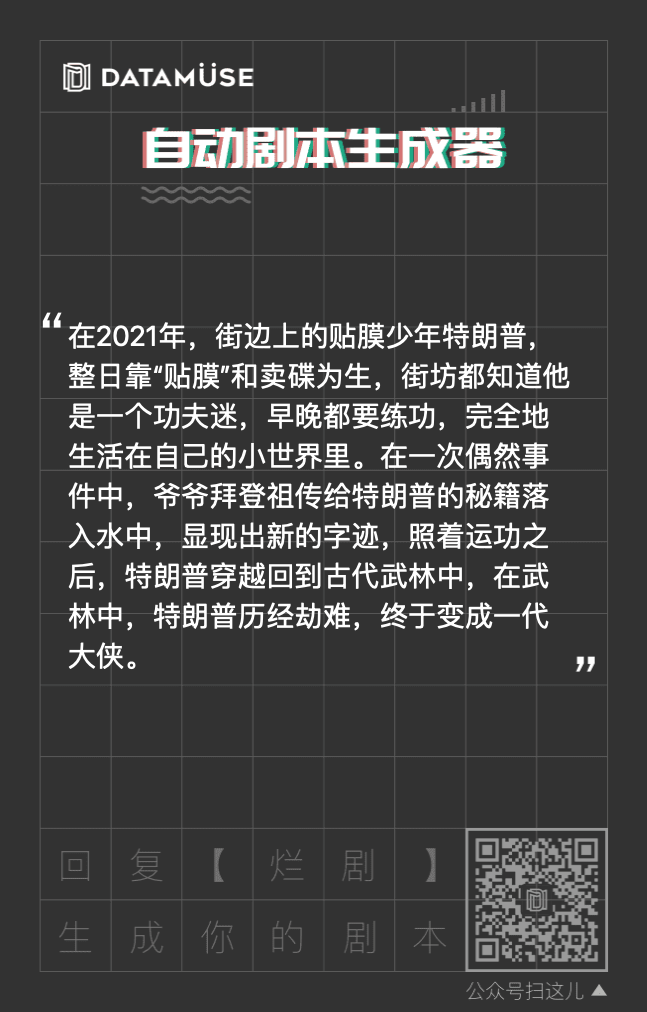 DATAMÜSE
自动剧本生成器
“在2021年，街边上的贴膜少年特朗普，
整日靠“贴膜”和卖碟为生，街坊都知道他
是一个功夫迷，早晚都要练功，完全地
生活在自己的小世界里。在一次偶然事
件中，爷爷拜登祖传给特朗普的秘籍落
入水中，显现出新的字迹，照着运功之
后，特朗普穿越回到古代武林中，在武
林中，特朗普历经劫难，终于变成一代
大侠。”
回复【烂剧】
生成你的剧本
公众号扫这儿▲